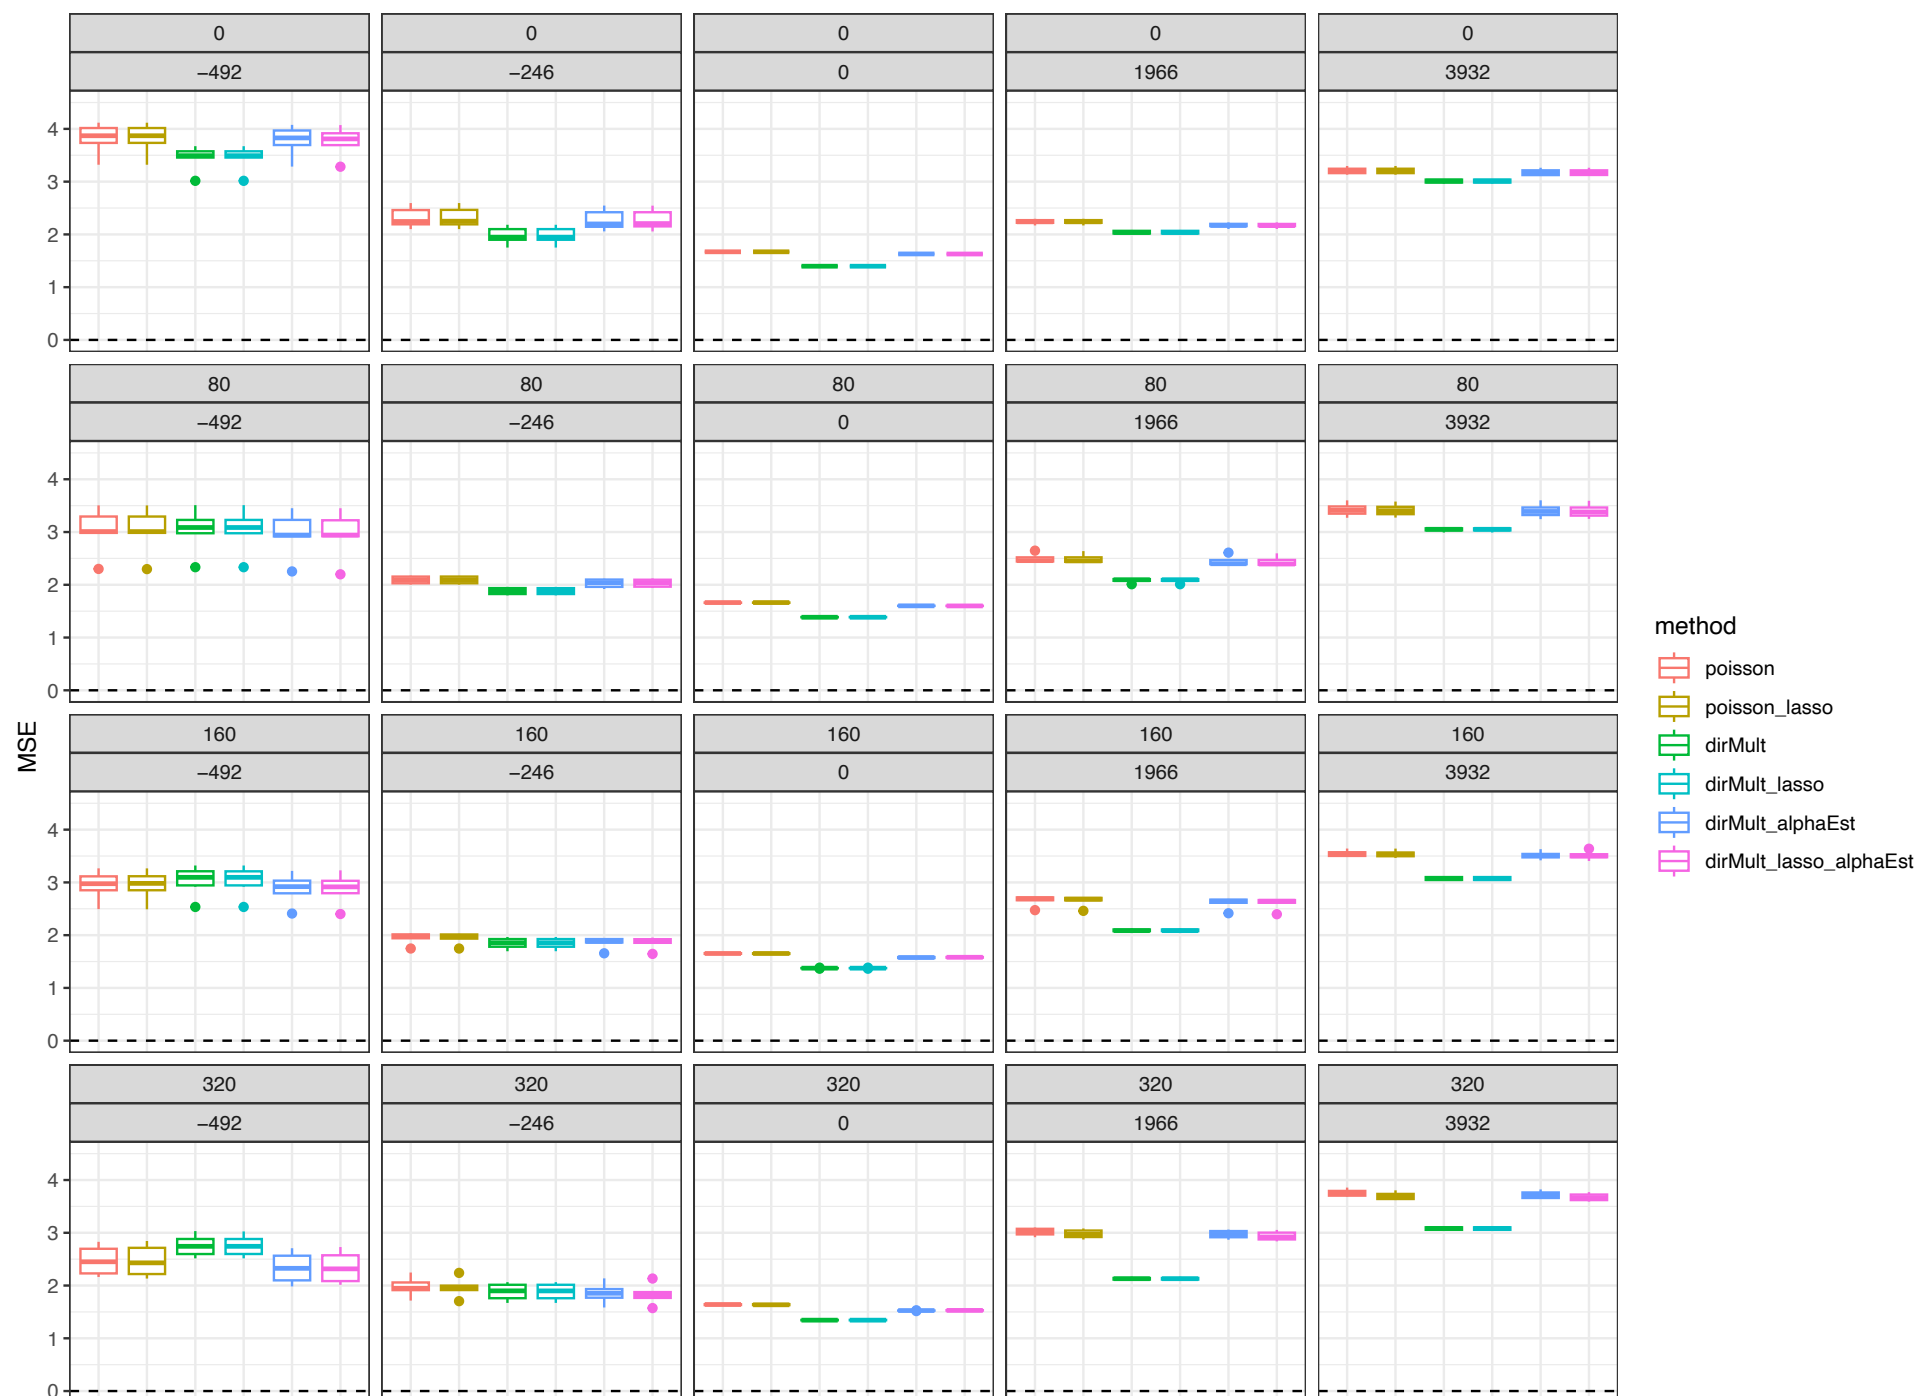 0 0 0 0 0
−492 −246 0 1966 3932
4
3
2
1
0
80 80 80 80 80
−492 −246 0 1966 3932
4
3
2
1
0
MSE
160 160 160 160 160
−492 −246 0 1966 3932
4
3
2
1
0
320 320 320 320 320
−492 −246 0 1966 3932
4
3
2
1
0
method
poisson
poisson_lasso
dirMult
dirMult_lasso
dirMult_alphaEst
dirMult_lasso_alphaEst